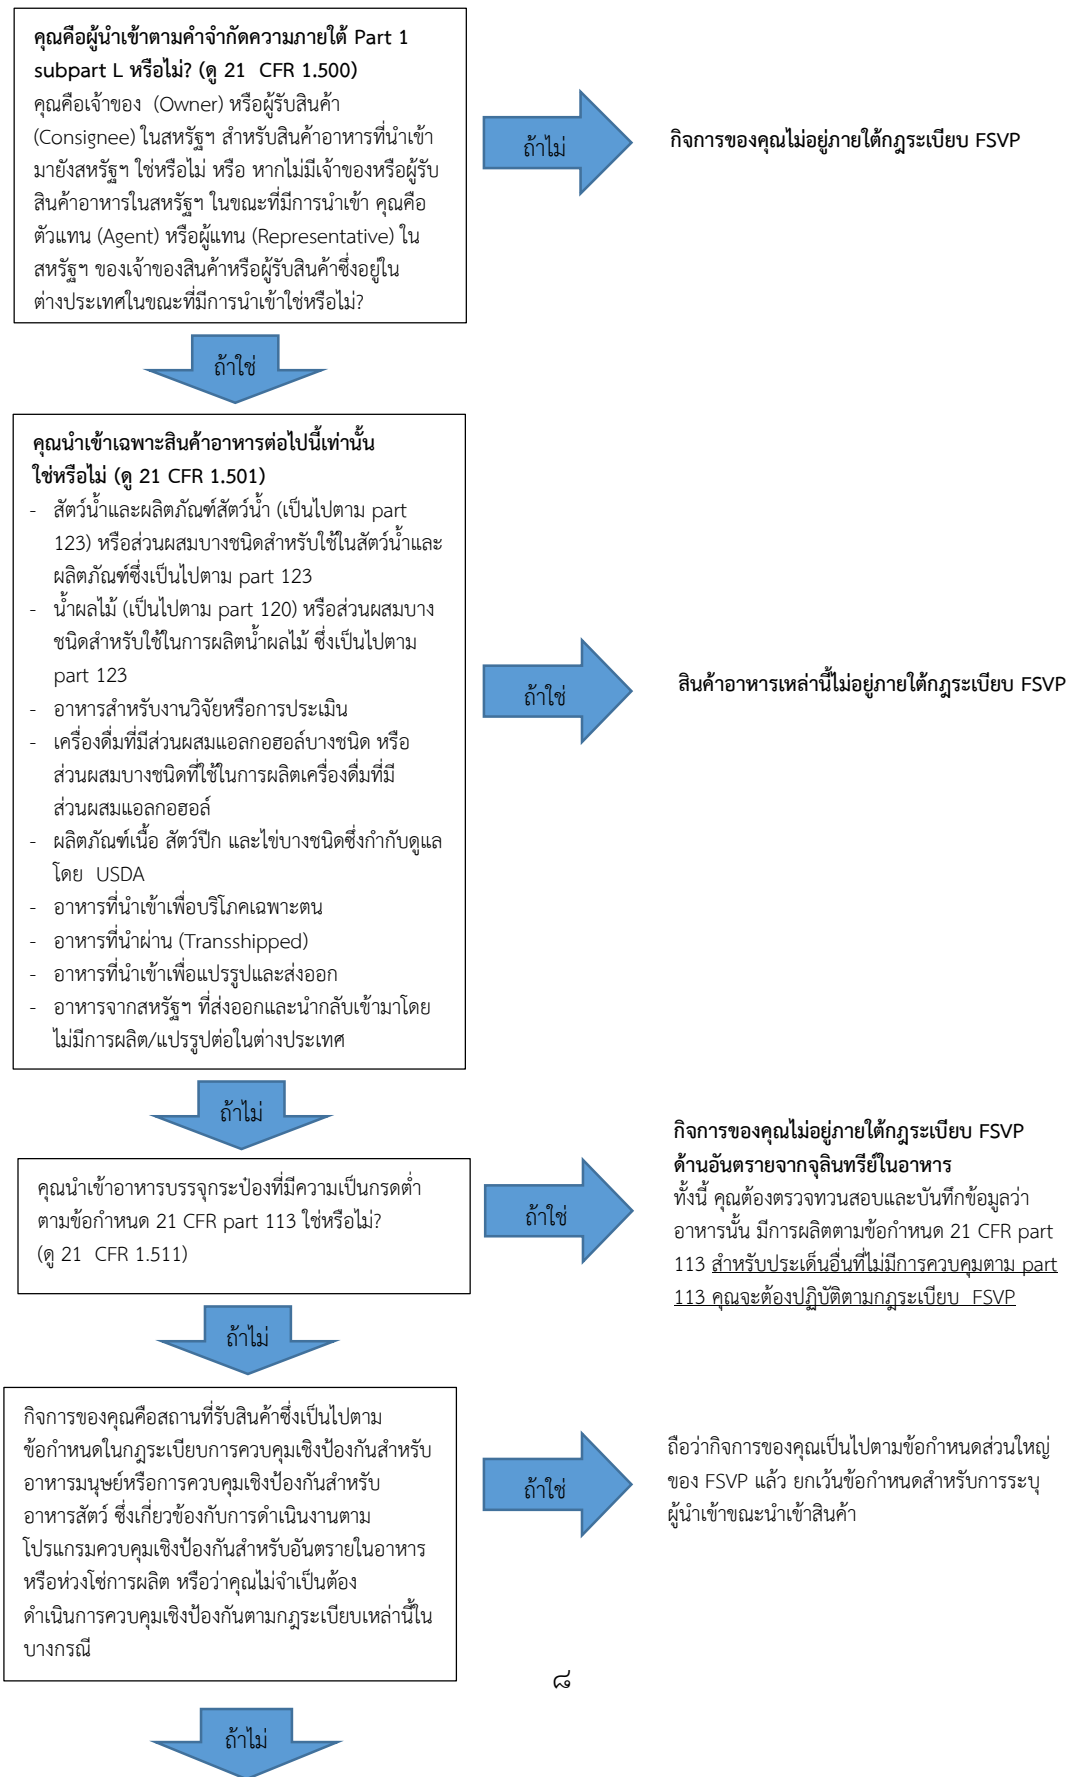 คุณคือผู้นำเข้าตามคำจำกัดความภายใต้ Part 1
subpart L หรือไม่? (ดู 21 CFR 1.500)
คุณคือเจ้าของ (Owner) หรือผู้รับสินค้า
(Consignee) ในสหรัฐฯ สำหรับสินค้าอาหารที่นำเข้า
มายังสหรัฐฯ ใช่หรือไม่ หรือ หากไม่มีเจ้าของหรือผู้รับ
สินค้าอาหารในสหรัฐฯ ในขณะที่มีการนำเข้า คุณคือ
ตัวแทน (Agent) หรือผู้แทน (Representative) ใน
สหรัฐฯ ของเจ้าของสินค้าหรือผู้รับสินค้าซึ่งอยู่ใน
ต่างประเทศในขณะที่มีการนำเข้าใช่หรือไม่?
ถ้าไม่
กิจการของคุณไม่อยู่ภายใต้กฎระเบียบ FSVP
ถ้าใช่
คุณนำเข้าเฉพาะสินค้าอาหารต่อไปนี้เท่านั้น
ใช่หรือไม่ (ดู 21 CFR 1.501)
- สัตว์น้ำและผลิตภัณฑ์สัตว์น้ำ (เป็นไปตาม part
123) หรือส่วนผสมบางชนิดสำหรับใช้ในสัตว์น้ำและ
ผลิตภัณฑ์ซึ่งเป็นไปตาม part 123
- น้ำผลไม้ (เป็นไปตาม part 120) หรือส่วนผสมบาง
ชนิดสำหรับใช้ในการผลิตน้ำผลไม้ ซึ่งเป็นไปตาม
part 123
- อาหารสำหรับงานวิจัยหรือการประเมิน
- เครื่องดื่มที่มีส่วนผสมแอลกอฮอล์บางชนิด หรือ
ส่วนผสมบางชนิดที่ใช้ในการผลิตเครื่องดื่มที่มี
ส่วนผสมแอลกอฮอล์
- ผลิตภัณฑ์เนื้อ สัตว์ปีก และไข่บางชนิดซึ่งกำกับดูแล
โดย USDA
- อาหารที่นำเข้าเพื่อบริโภคเฉพาะตน
- อาหารที่นำผ่าน (Transshipped)
- อาหารที่นำเข้าเพื่อแปรรูปและส่งออก
- อาหารจากสหรัฐฯ ที่ส่งออกและนำกลับเข้ามาโดย
ไม่มีการผลิต/แปรรูปต่อในต่างประเทศ
ถ้าใช่
สินค้าอาหารเหล่านี้ไม่อยู่ภายใต้กฎระเบียบ FSVP
ถ้าไม่
คุณนำเข้าอาหารบรรจุกระป๋องที่มีความเป็นกรดต่ำ
ตามข้อกำหนด 21 CFR part 113 ใช่หรือไม่?
(ดู 21 CFR 1.511)
ถ้าใช่
กิจการของคุณไม่อยู่ภายใต้กฎระเบียบ FSVP
ด้านอันตรายจากจุลินทรีย์ในอาหาร
ทั้งนี้ คุณต้องตรวจทวนสอบและบันทึกข้อมูลว่า
อาหารนั้น มีการผลิตตามข้อกำหนด 21 CFR part
113 สำหรับประเด็นอื่นที่ไม่มีการควบคุมตาม part
113 คุณจะต้องปฏิบัติตามกฎระเบียบ FSVP
ถ้าไม่
กิจการของคุณคือสถานที่รับสินค้าซึ่งเป็นไปตาม
ข้อกำหนดในกฎระเบียบการควบคุมเชิงป้องกันสำหรับ
อาหารมนุษย์หรือการควบคุมเชิงป้องกันสำหรับ
อาหารสัตว์ ซึ่งเกี่ยวข้องกับการดำเนินงานตาม
โปรแกรมควบคุมเชิงป้องกันสำหรับอันตรายในอาหาร
หรือห่วงโซ่การผลิต หรือว่าคุณไม่จำเป็นต้อง
ดำเนินการควบคุมเชิงป้องกันตามกฎระเบียบเหล่านี้ใน
บางกรณี
ถ้าใช่
ถือว่ากิจการของคุณเป็นไปตามข้อกำหนดส่วนใหญ่
ของ FSVP แล้ว ยกเว้นข้อกำหนดสำหรับการระบุ
ผู้นำเข้าขณะนำเข้าสินค้า
๘
ถ้าไม่